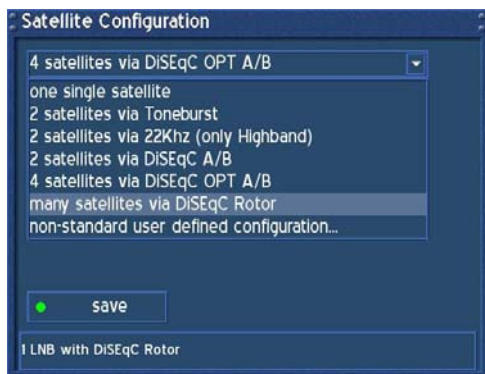 Satellite Configuration
4 satellites via DiSEqC OPT A/B
one single satellite
2 satellites via Toneburst
2 satellites via 22Khz (only Highband)
2 satellites via DiSEqC A/B
4 satellites via DiSEqC OPT A/B
many satellites via DiSEqC Rotor
non-standard user defined configuration...
save
1 LNB with DiSEqC Rotor